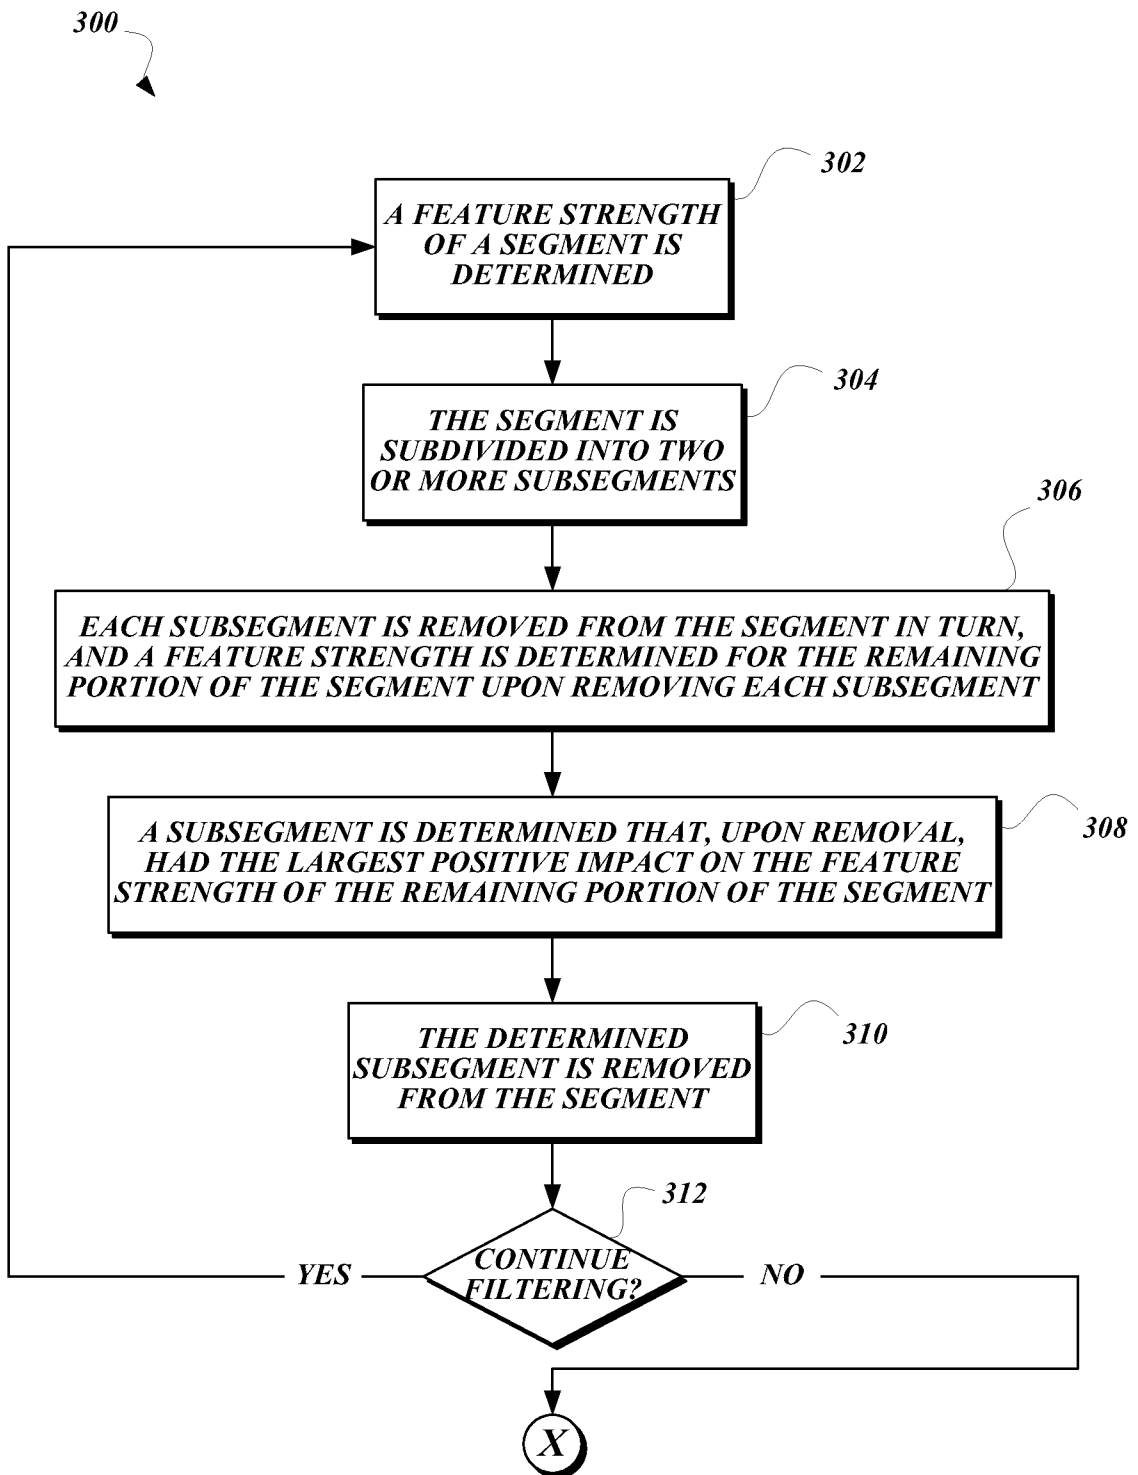 300
302
A FEATURE STRENGTH
OF A SEGMENT IS
DETERMINED
304
THE SEGMENT IS
SUBDIVIDED INTO TWO
OR MORE SUBSEGMENTS
306
EACH SUBSEGMENT IS REMOVED FROM THE SEGMENT IN TURN,
AND A FEATURE STRENGTH IS DETERMINED FOR THE REMAINING
PORTION OF THE SEGMENT UPON REMOVING EACH SUBSEGMENT
308
A SUBSEGMENT IS DETERMINED THAT, UPON REMOVAL,
HAD THE LARGEST POSITIVE IMPACT ON THE FEATURE
STRENGTH OF THE REMAINING PORTION OF THE SEGMENT
310
THE DETERMINED
SUBSEGMENT IS REMOVED
FROM THE SEGMENT
312
CONTINUE
FILTERING?
YES
NO
X